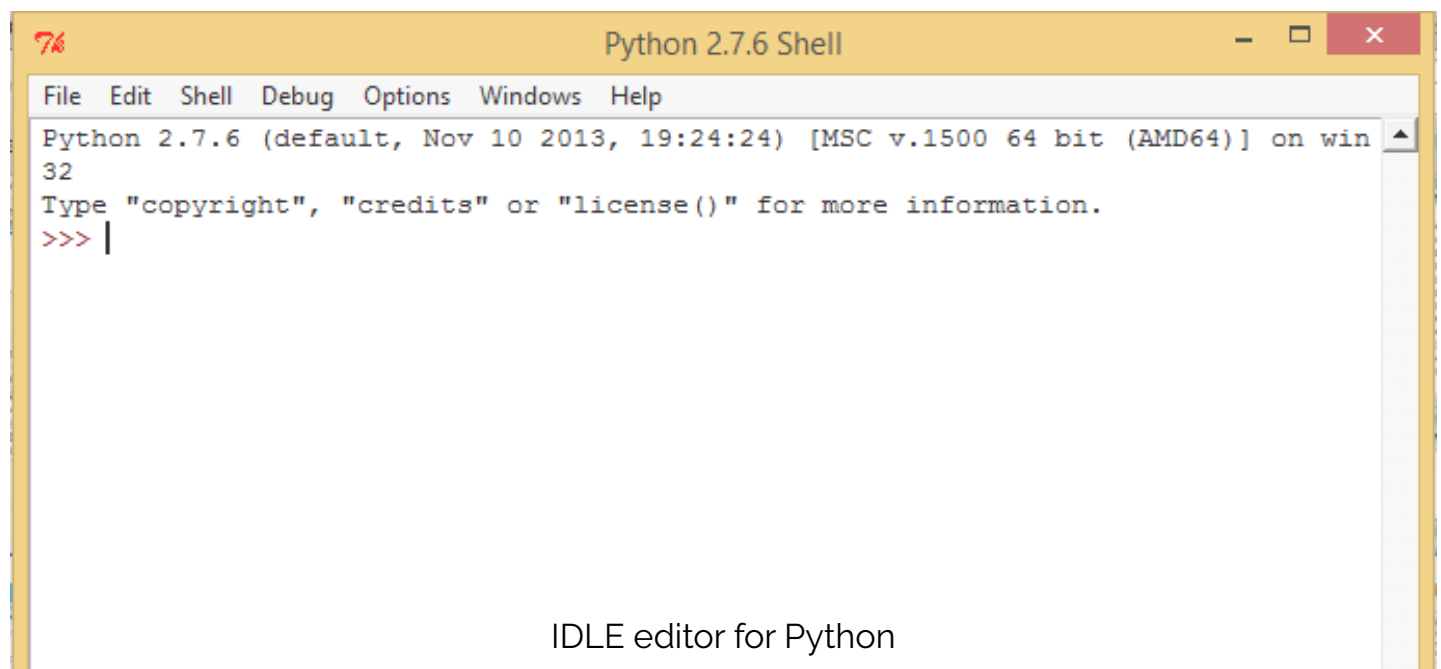 Python 2.7.6 Shell
File Edit Shell Debug Options Windows Help
Python 2.7.6 (default, Nov 10 2013, 19:24:24) [MSC v.1500 64 bit (AMD64)] on win
32
Type "copyright", "credits" or "license()" for more information.
>>>
IDLE editor for Python